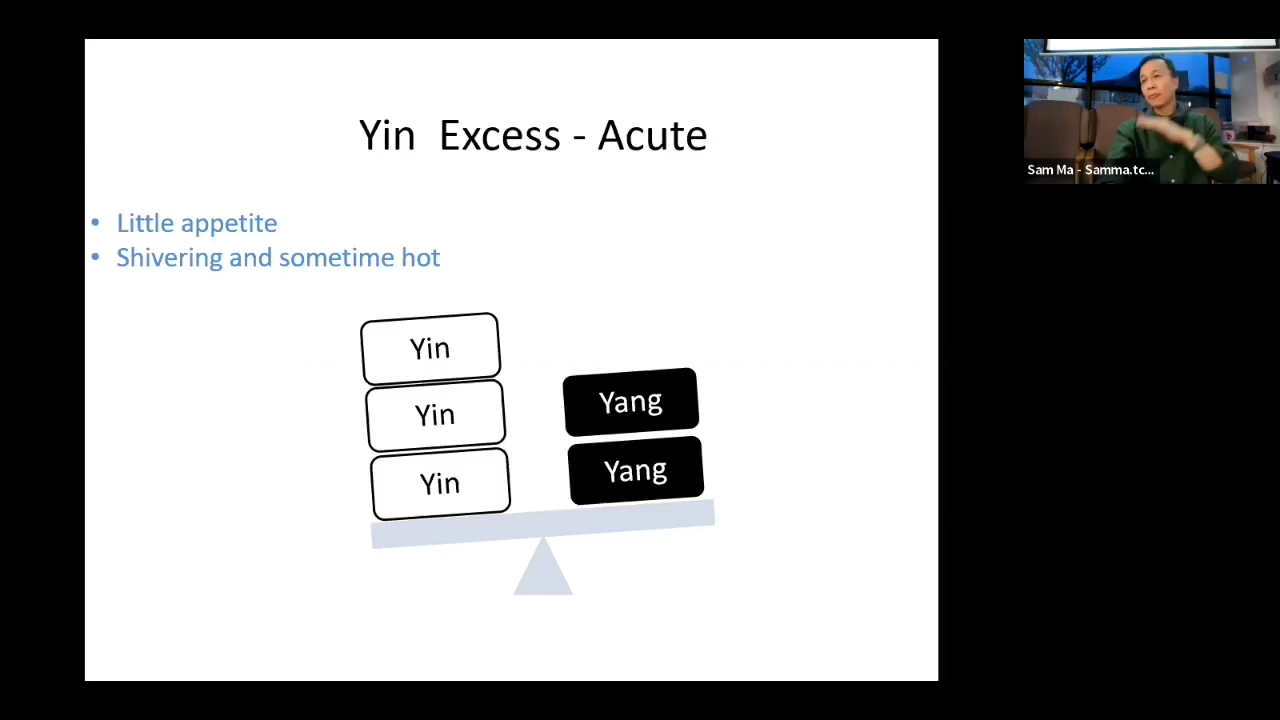 Yin Excess - Acute
• Little appetite
• Shivering and sometime hot
Yin
Yin
Yin
Yang
Yang
Sam Ma - Samma.tc...